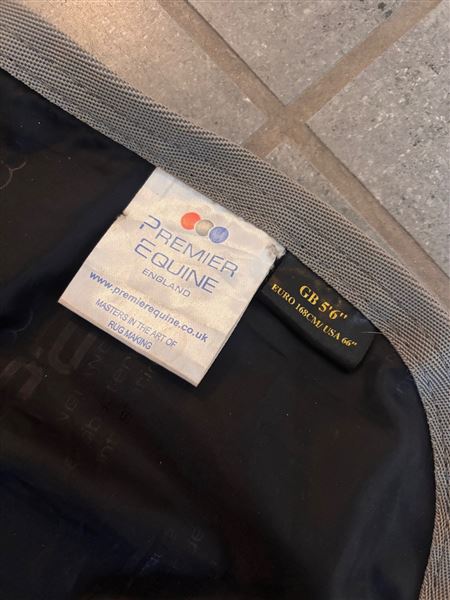 PREMIER
EQUINE
ENGLAND
www.premierequine.co.uk
MASTERS IN THE ART OF
RUG MAKING
GB 5'6"
EURO 168CM/ USA 66"